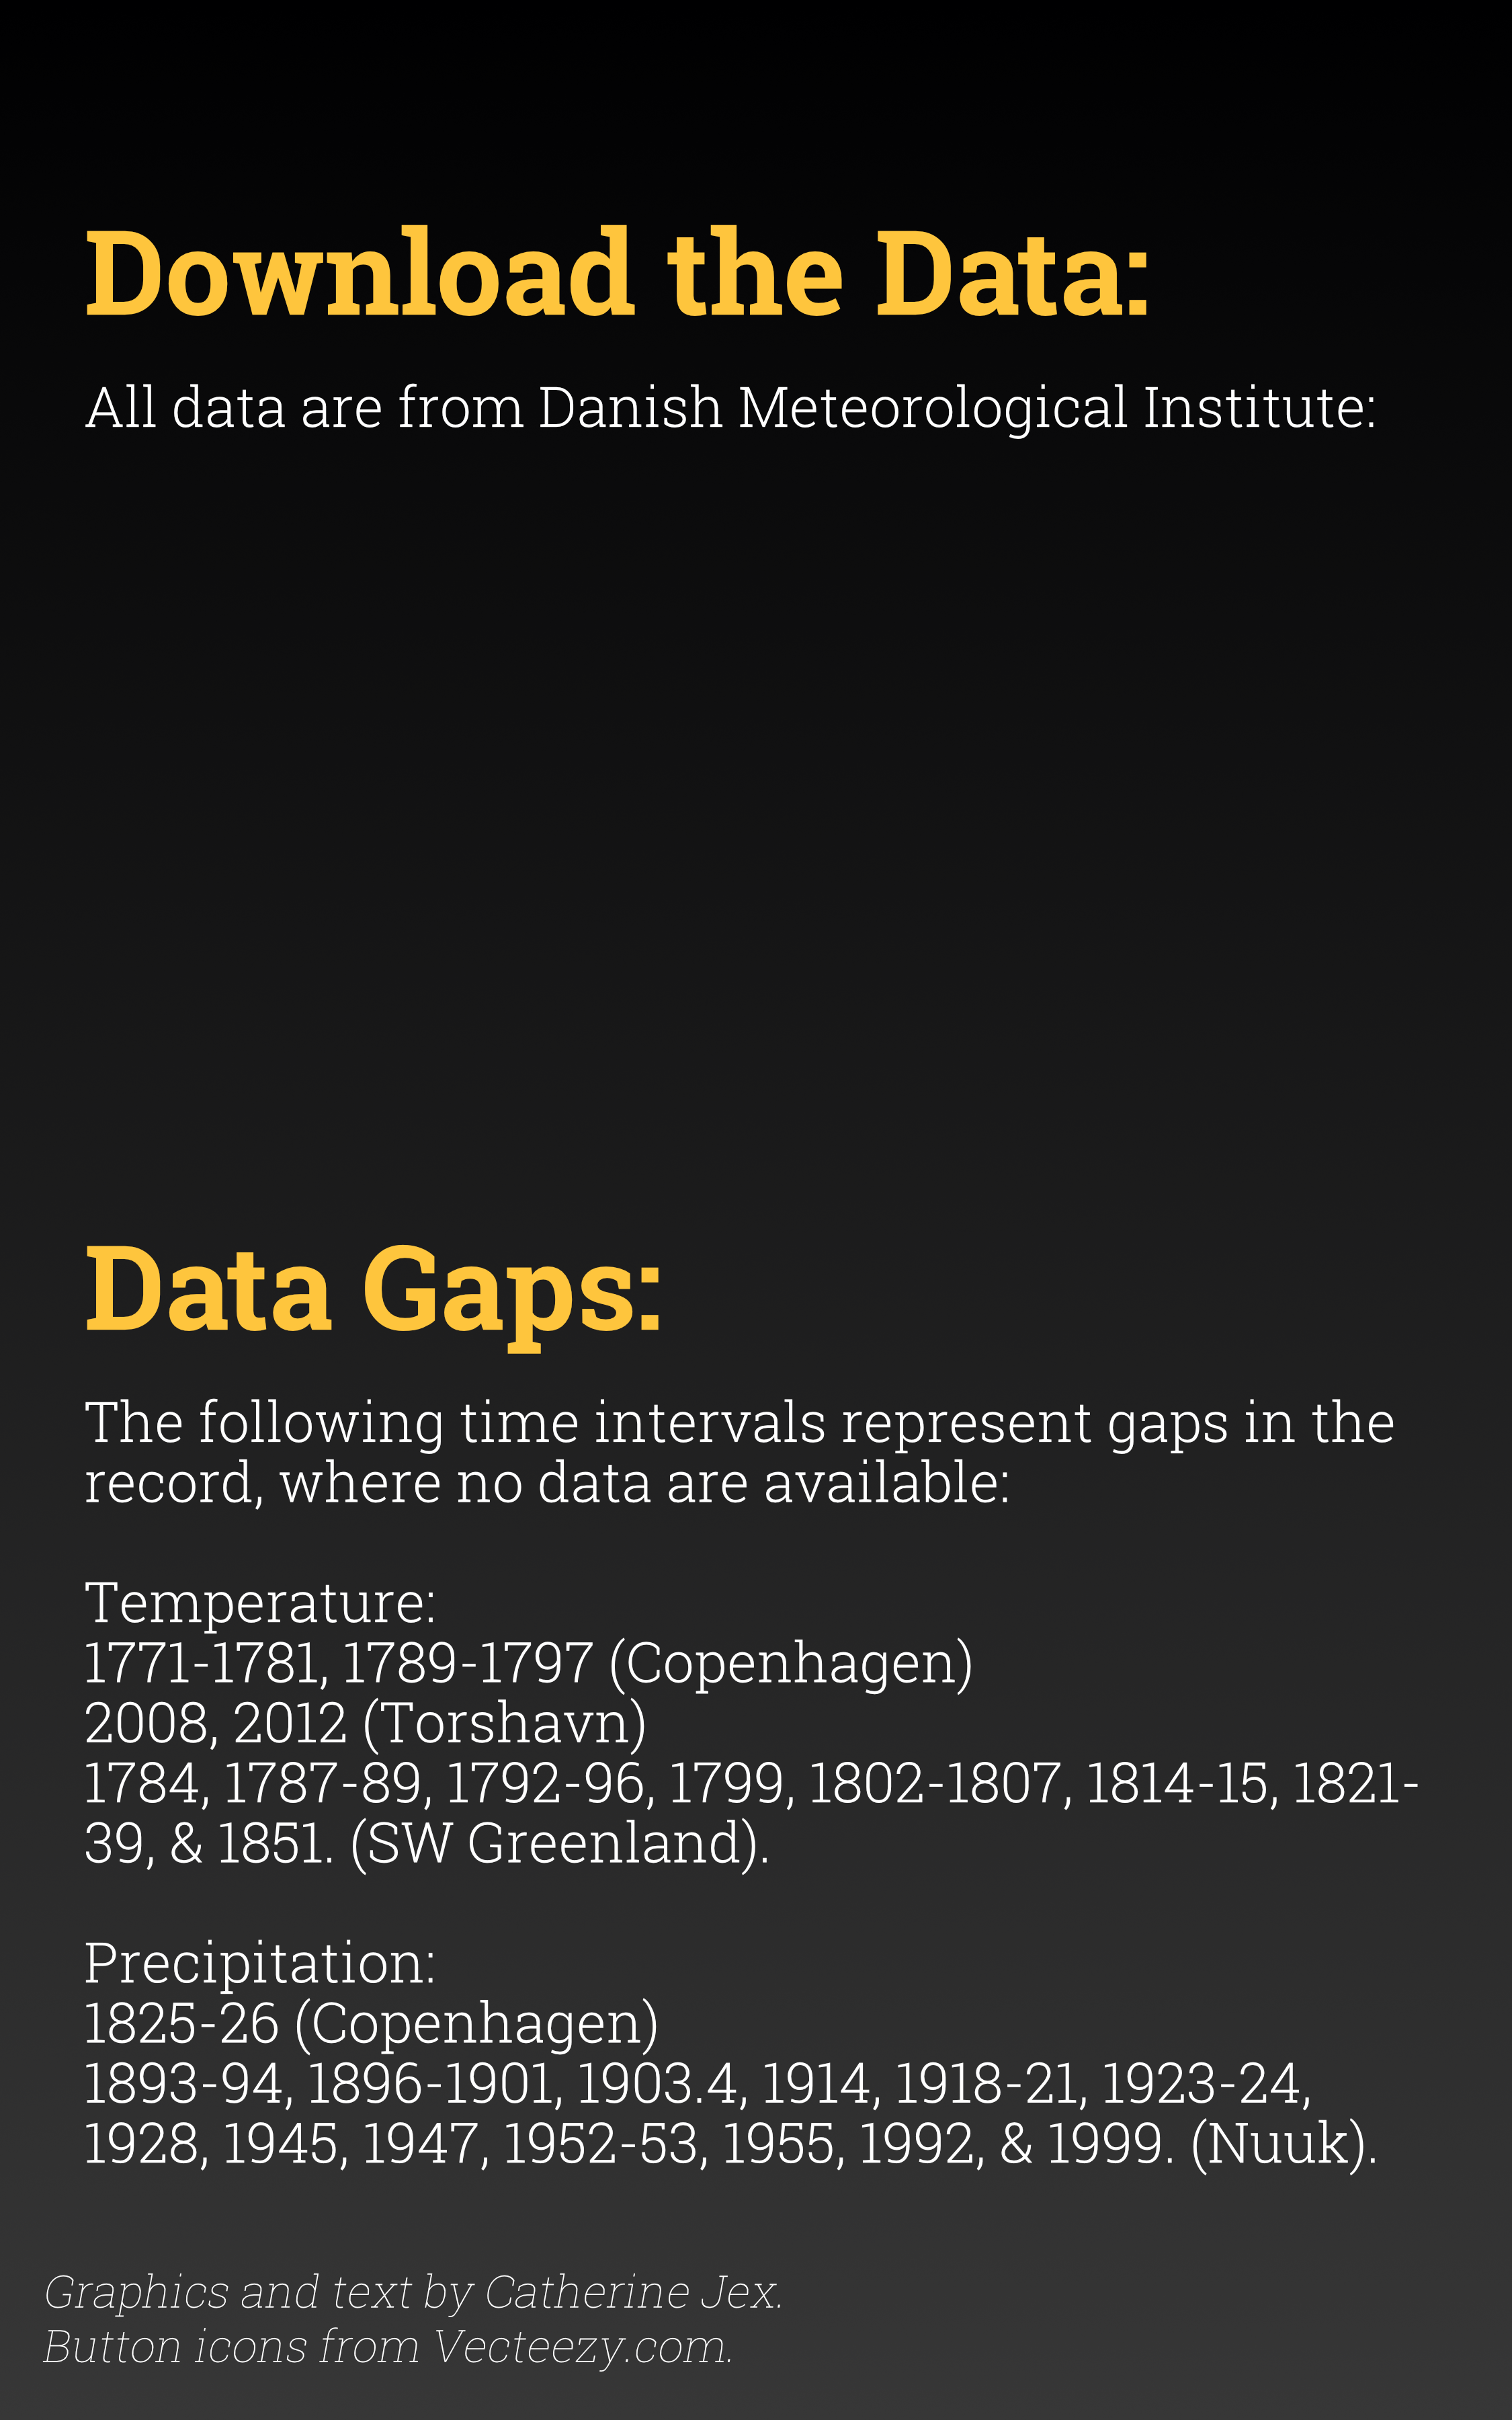 Download the Data:
All data are from Danish Meteorological Institute:
Data Gaps:
The following time intervals represent gaps in the
record, where no data are available:
Temperature:
1771-1781, 1789-1797 (Copenhagen)
2008, 2012 (Torshavn)
1784, 1787-89, 1792-96, 1799, 1802-1807, 1814-15, 1821-
39, & 1851. (SW Greenland).
Precipitation:
1825-26 (Copenhagen)
1893-94, 1896-1901, 1903.4, 1914, 1918-21, 1923-24,
1928, 1945, 1947, 1952-53, 1955, 1992, & 1999. (Nuuk).
Graphics and text by Catherine Jex.
Button icons from Vecteezy.com.